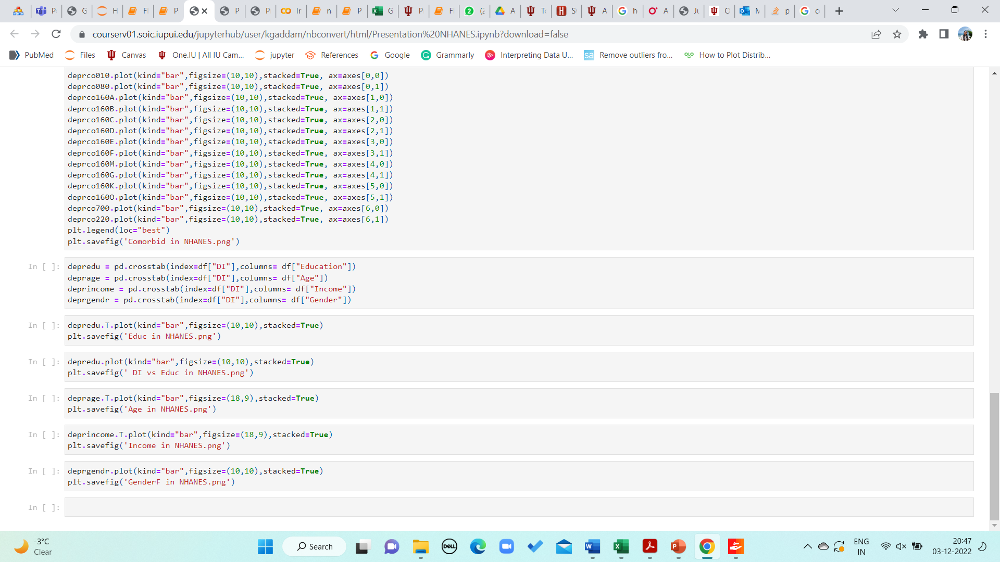 P
G
H
Fl
P
P
P
Ir
n
P
G
P
Fl
(2
A
To
S
A
h
A
Ju
C
M
p
c
courserv01.soic.iupui.edu/jupyterhub/user/kgaddam/nbconvert/html/Presentation%20NHANES.ipynb?download=false
PubMed Files Canvas One.IU | All IU Cam... jupyter References Google Grammarly Interpreting Data U... sa Remove outliers fro... How to Plot Distrib...
deprco010.plot(kind="bar",figsize=(10,10),stacked=True, ax=axes[0,0])
deprco080.plot(kind="bar",figsize=(10,10),stacked=True, ax=axes[0,1])
deprco160A.plot(kind="bar",figsize=(10,10),stacked=True, ax=axes[1,0])
deprco160B.plot(kind="bar",figsize=(10,10),stacked=True, ax=axes[1,1])
deprco160C.plot(kind="bar",figsize=(10,10),stacked=True, ax=axes[2,0])
deprco160D.plot(kind="bar",figsize=(10,10),stacked=True, ax=axes[2,1])
deprco160E.plot(kind="bar",figsize=(10,10),stacked=True, ax=axes[3,0])
deprco160F.plot(kind="bar",figsize=(10,10),stacked=True, ax=axes[3,1])
deprco160M.plot(kind="bar",figsize=(10,10),stacked=True, ax=axes[4,0])
deprco160G.plot(kind="bar",figsize=(10,10),stacked=True, ax=axes[4,1])
deprco160K.plot(kind="bar",figsize=(10,10),stacked=True, ax=axes[5,0])
deprco160O.plot(kind="bar",figsize=(10,10),stacked=True, ax=axes[5,1])
deprco700.plot(kind="bar",figsize=(10,10),stacked=True, ax=axes[6,0])
deprco220.plot(kind="bar",figsize=(10,10),stacked=True, ax=axes[6,1])
plt.legend(loc="best")
plt.savefig('Comorbid in NHANES.png')
In [ ]: depredu = pd.crosstab(index=df["DI"],columns= df["Education"])
deprage = pd.crosstab(index=df["DI"],columns= df["Age"])
deprincome = pd.crosstab(index=df["DI"],columns= df["Income"])
deprgendr = pd.crosstab(index=df["DI"],columns= df["Gender"])
In [ ]: depredu.T.plot(kind="bar",figsize=(10,10),stacked=True)
plt.savefig('Educ in NHANES.png')
In [ ]: depredu.plot(kind="bar",figsize=(10,10),stacked=True)
plt.savefig(' DI vs Educ in NHANES.png')
In [ ]: deprage.T.plot(kind="bar",figsize=(18,9),stacked=True)
plt.savefig('Age in NHANES.png')
In [ ]: deprincome.T.plot(kind="bar",figsize=(18,9),stacked=True)
plt.savefig('Income in NHANES.png')
In [ ]: deprgendr.plot(kind="bar",figsize=(10,10),stacked=True)
plt.savefig('GenderF in NHANES.png')
In [ ]:
-3°C
Clear
Search
DELL
ENG
IN
20:47
03-12-2022